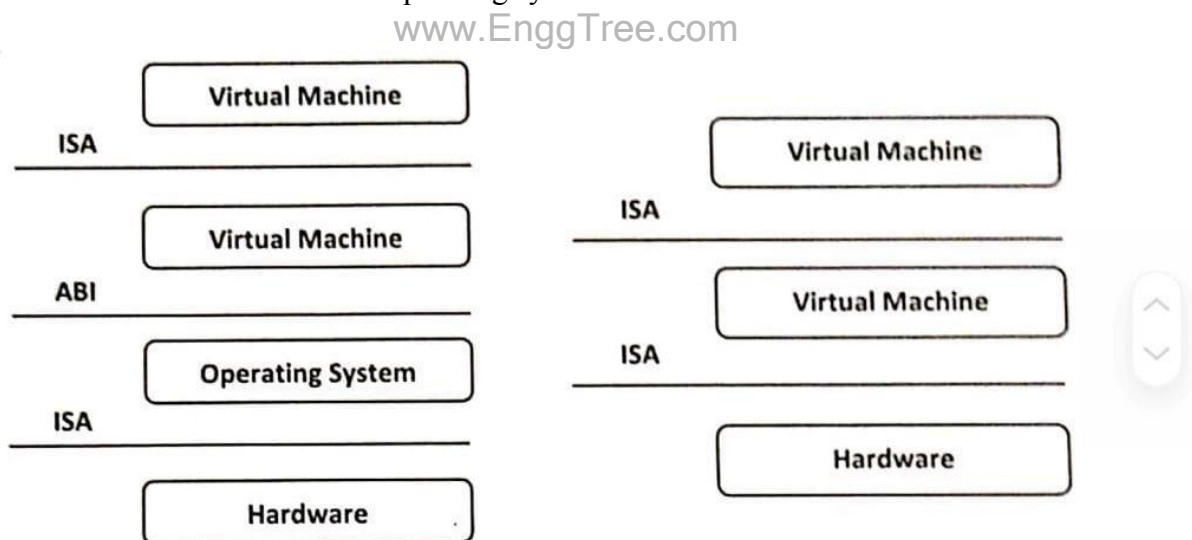 www.EnggTree.com
Virtual Machine
ISA
Virtual Machine
ABI
Operating System
ISA
Hardware
Virtual Machine
ISA
Virtual Machine
ISA
Hardware